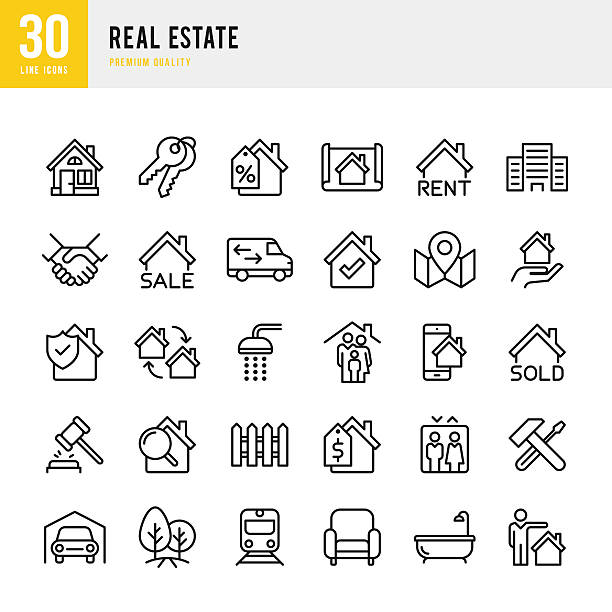 30
LINE ICONS
REAL ESTATE
PREMIUM QUALITY
%
RENT
SALE
SOLD
$